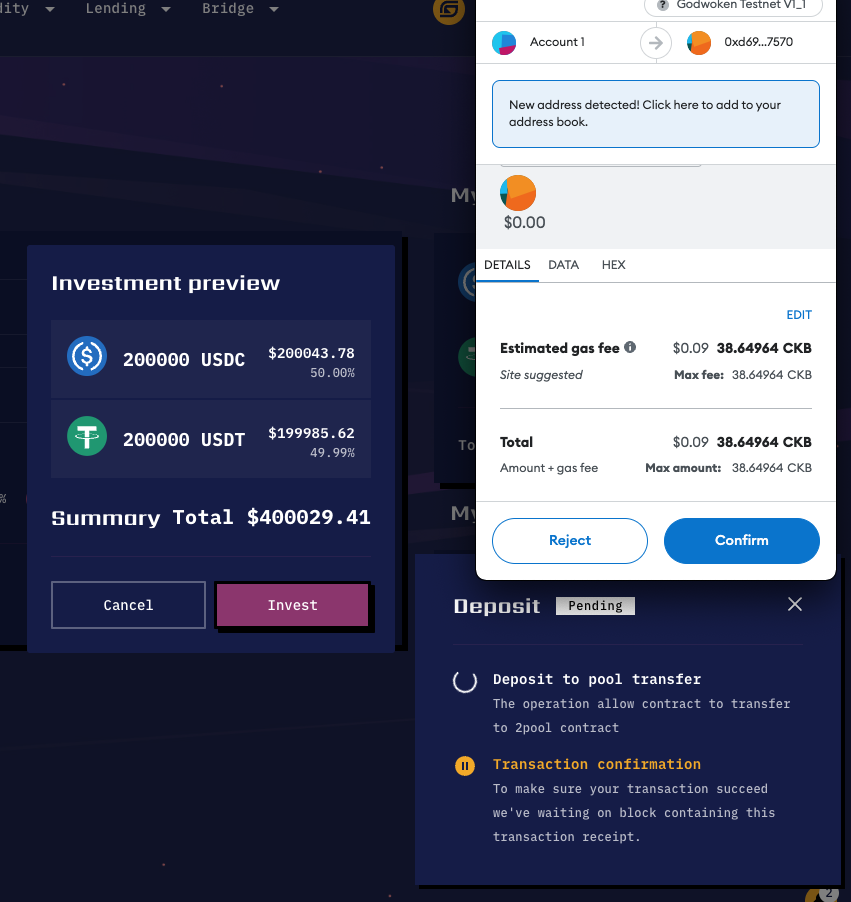 dity
Lending
Bridge
Godwoken Testnet V1_1
Account 1
0xd69...7570
New address detected! Click here to add to your
address book.
My
$0.00
DETAILS
DATA
HEX
EDIT
Estimated gas fee
$0.09 38.64964 CKB
Site suggested
Max fee: 38.64964 CKB
Total
$0.09 38.64964 CKB
Amount + gas fee
Max amount: 38.64964 CKB
Reject
Confirm
Investment preview
200000 USDC
$200043.78
50.00%
200000 USDT
$199985.62
49.99%
Summary
Total $400029.41
Cancel
Invest
%
To
My
Deposit
Pending
Deposit to pool transfer
The operation allow contract to transfer
to 2pool contract
Transaction confirmation
To make sure your transaction succeed
we've waiting on block containing this
transaction receipt.
2